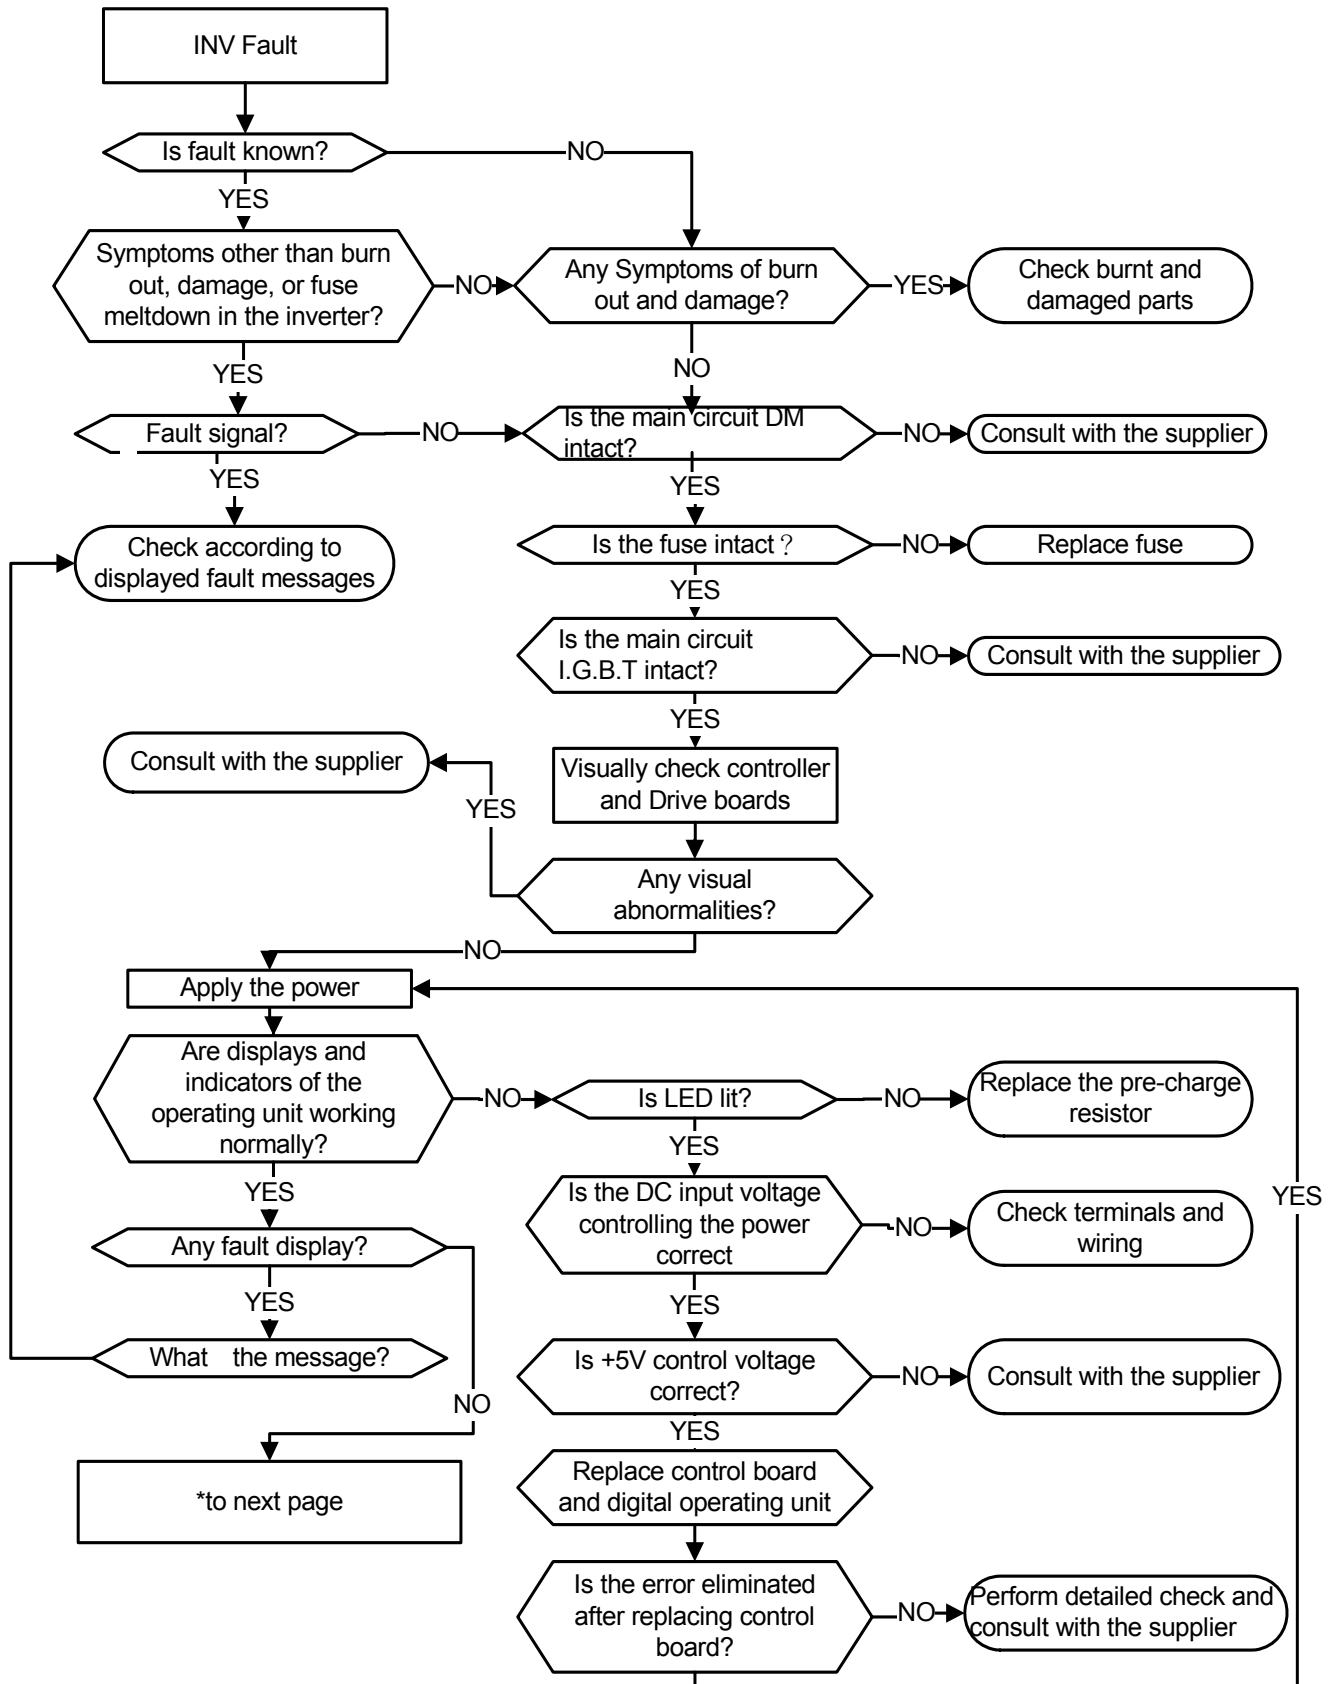 INV Fault
Is fault known?
NO
YES
Symptoms other than burn
out, damage, or fuse
meltdown in the inverter?
NO
Any Symptoms of burn
out and damage?
YES
Check burnt and
damaged parts
YES
NO
Fault signal?
NO
Is the main circuit DM
intact?
NO
Consult with the supplier
YES
YES
Check according to
displayed fault messages
Is the fuse intact？
NO
Replace fuse
YES
Is the main circuit
I.G.B.T intact?
NO
Consult with the supplier
YES
Consult with the supplier
YES
Visually check controller
and Drive boards
Any visual
abnormalities?
NO
Apply the power
Are displays and
indicators of the
operating unit working
normally?
NO
Is LED lit?
NO
Replace the pre-charge
resistor
YES
YES
YES
Is the DC input voltage
controlling the power
correct
NO
Check terminals and
wiring
Any fault display?
YES
YES
What the message?
NO
Is +5V control voltage
correct?
NO
Consult with the supplier
YES
*to next page
Replace control board
and digital operating unit
Is the error eliminated
after replacing control
board?
NO
Perform detailed check and
consult with the supplier